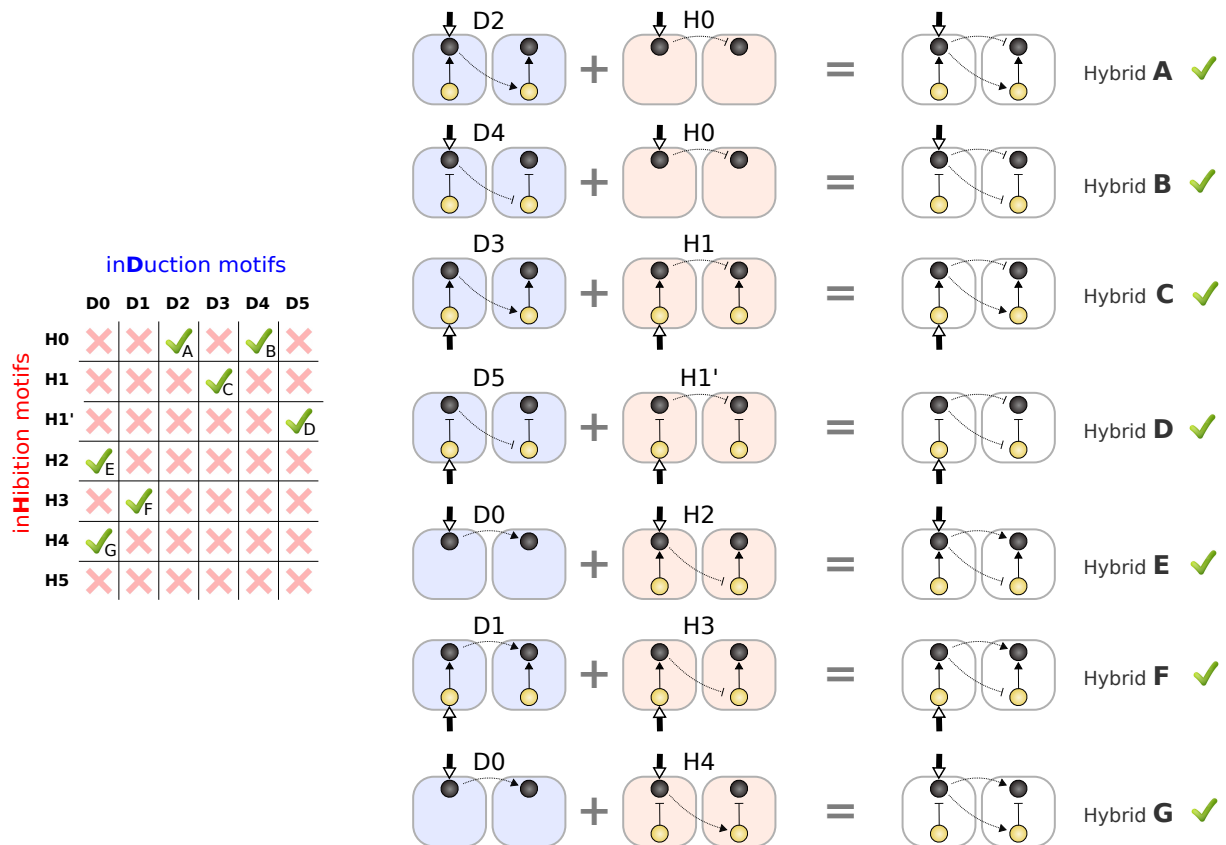 inDuction motifs
D0 D1 D2 D3 D4 D5
inHibition motifs
H0
A
B
H1
C
H1'
D
H2
E
H3
F
H4
G
H5
D2 + H0 = Hybrid A
D4 + H0 = Hybrid B
D3 + H1 = Hybrid C
D5 + H1' = Hybrid D
D0 + H2 = Hybrid E
D1 + H3 = Hybrid F
D0 + H4 = Hybrid G